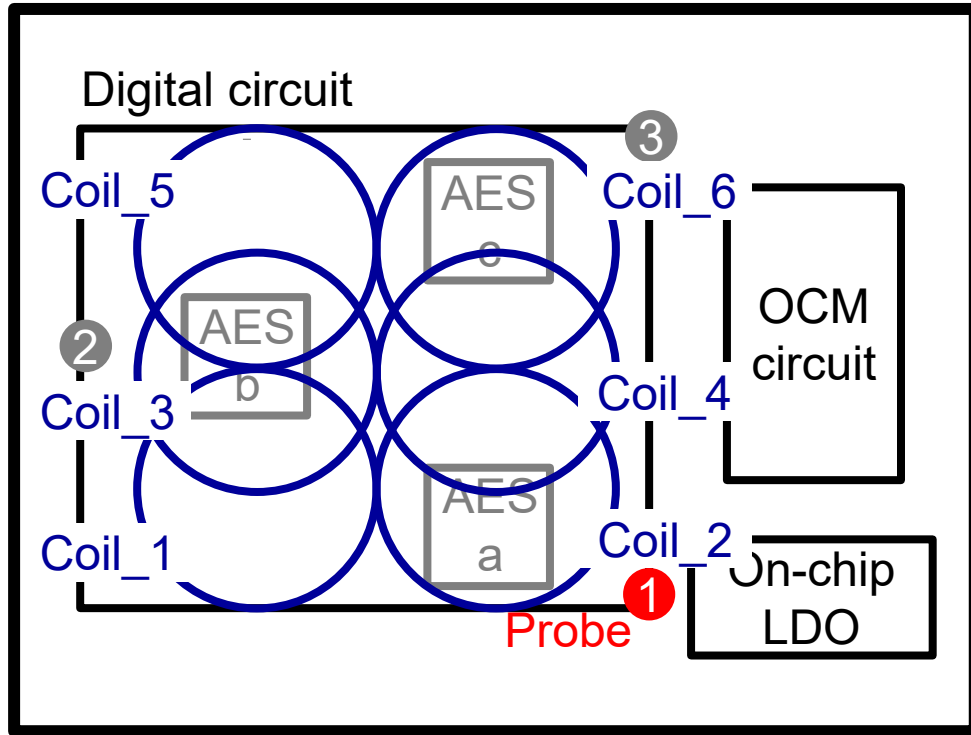 Digital circuit
3
Coil_5
AES
c
Coil_6
2
AES
b
OCM
circuit
Coil_3
Coil_4
AES
a
Coil_1
Coil_2
On-chip
LDO
1
Probe